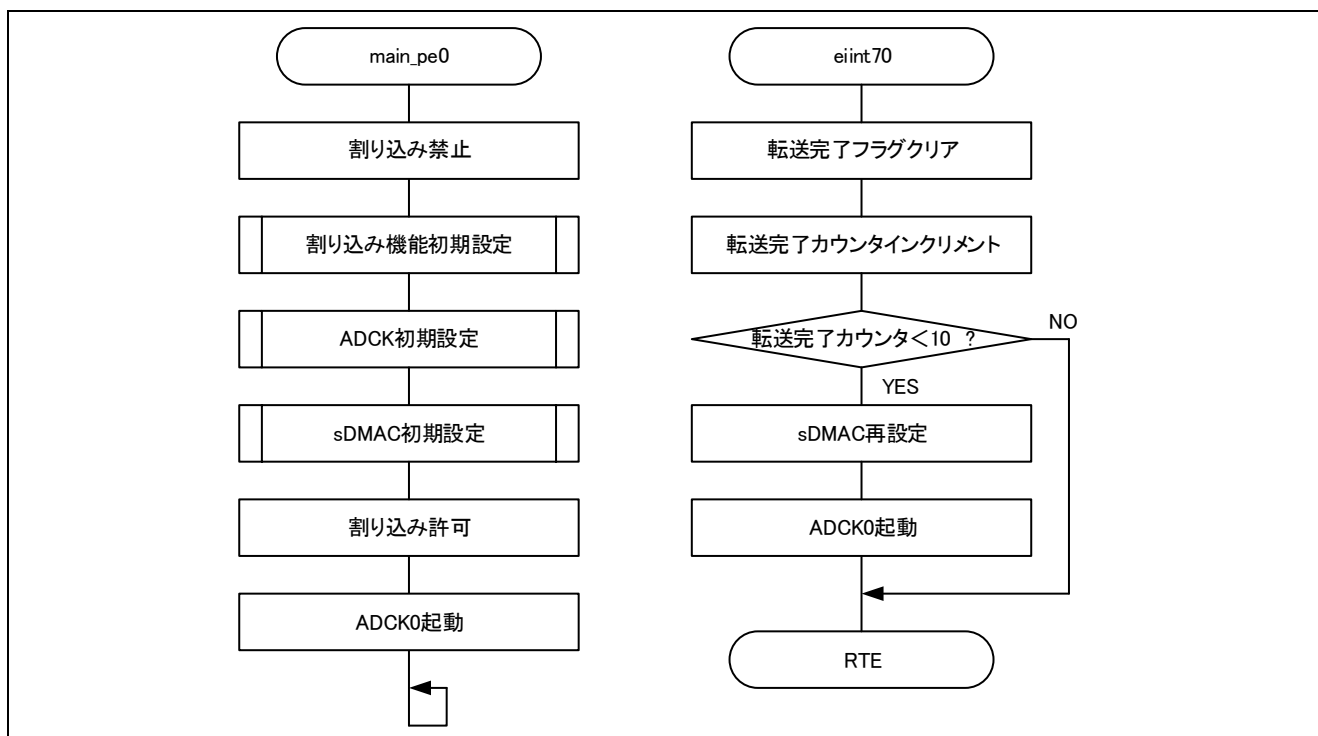 main_pe0
割り込み禁止
割り込み機能初期設定
ADCK初期設定
sDMAC初期設定
割り込み許可
ADCK0起動
eiint70
転送完了フラグクリア
転送完了カウンタインクリメント
転送完了カウンタ<10 ?
NO
YES
sDMAC再設定
ADCK0起動
RTE